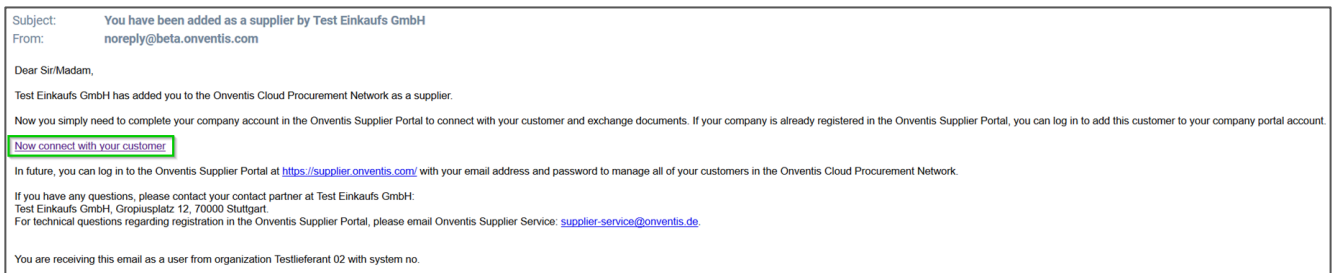 Subject: You have been added as a supplier by Test Einkaufs GmbH
From: noreply@beta.onventis.com
Dear Sir/Madam,
Test Einkaufs GmbH has added you to the Onventis Cloud Procurement Network as a supplier.
Now you simply need to complete your company account in the Onventis Supplier Portal to connect with your customer and exchange documents. If your company is already registered in the Onventis Supplier Portal, you can log in to add this customer to your company portal account.
Now connect with your customer
In future, you can log in to the Onventis Supplier Portal at https://supplier.onventis.com/ with your email address and password to manage all of your customers in the Onventis Cloud Procurement Network.
If you have any questions, please contact your contact partner at Test Einkaufs GmbH:
Test Einkaufs GmbH, Gropiusplatz 12, 70000 Stuttgart.
For technical questions regarding registration in the Onventis Supplier Portal, please email Onventis Supplier Service: supplier-service@onventis.de.
You are receiving this email as a user from organization Testlieferant 02 with system no.